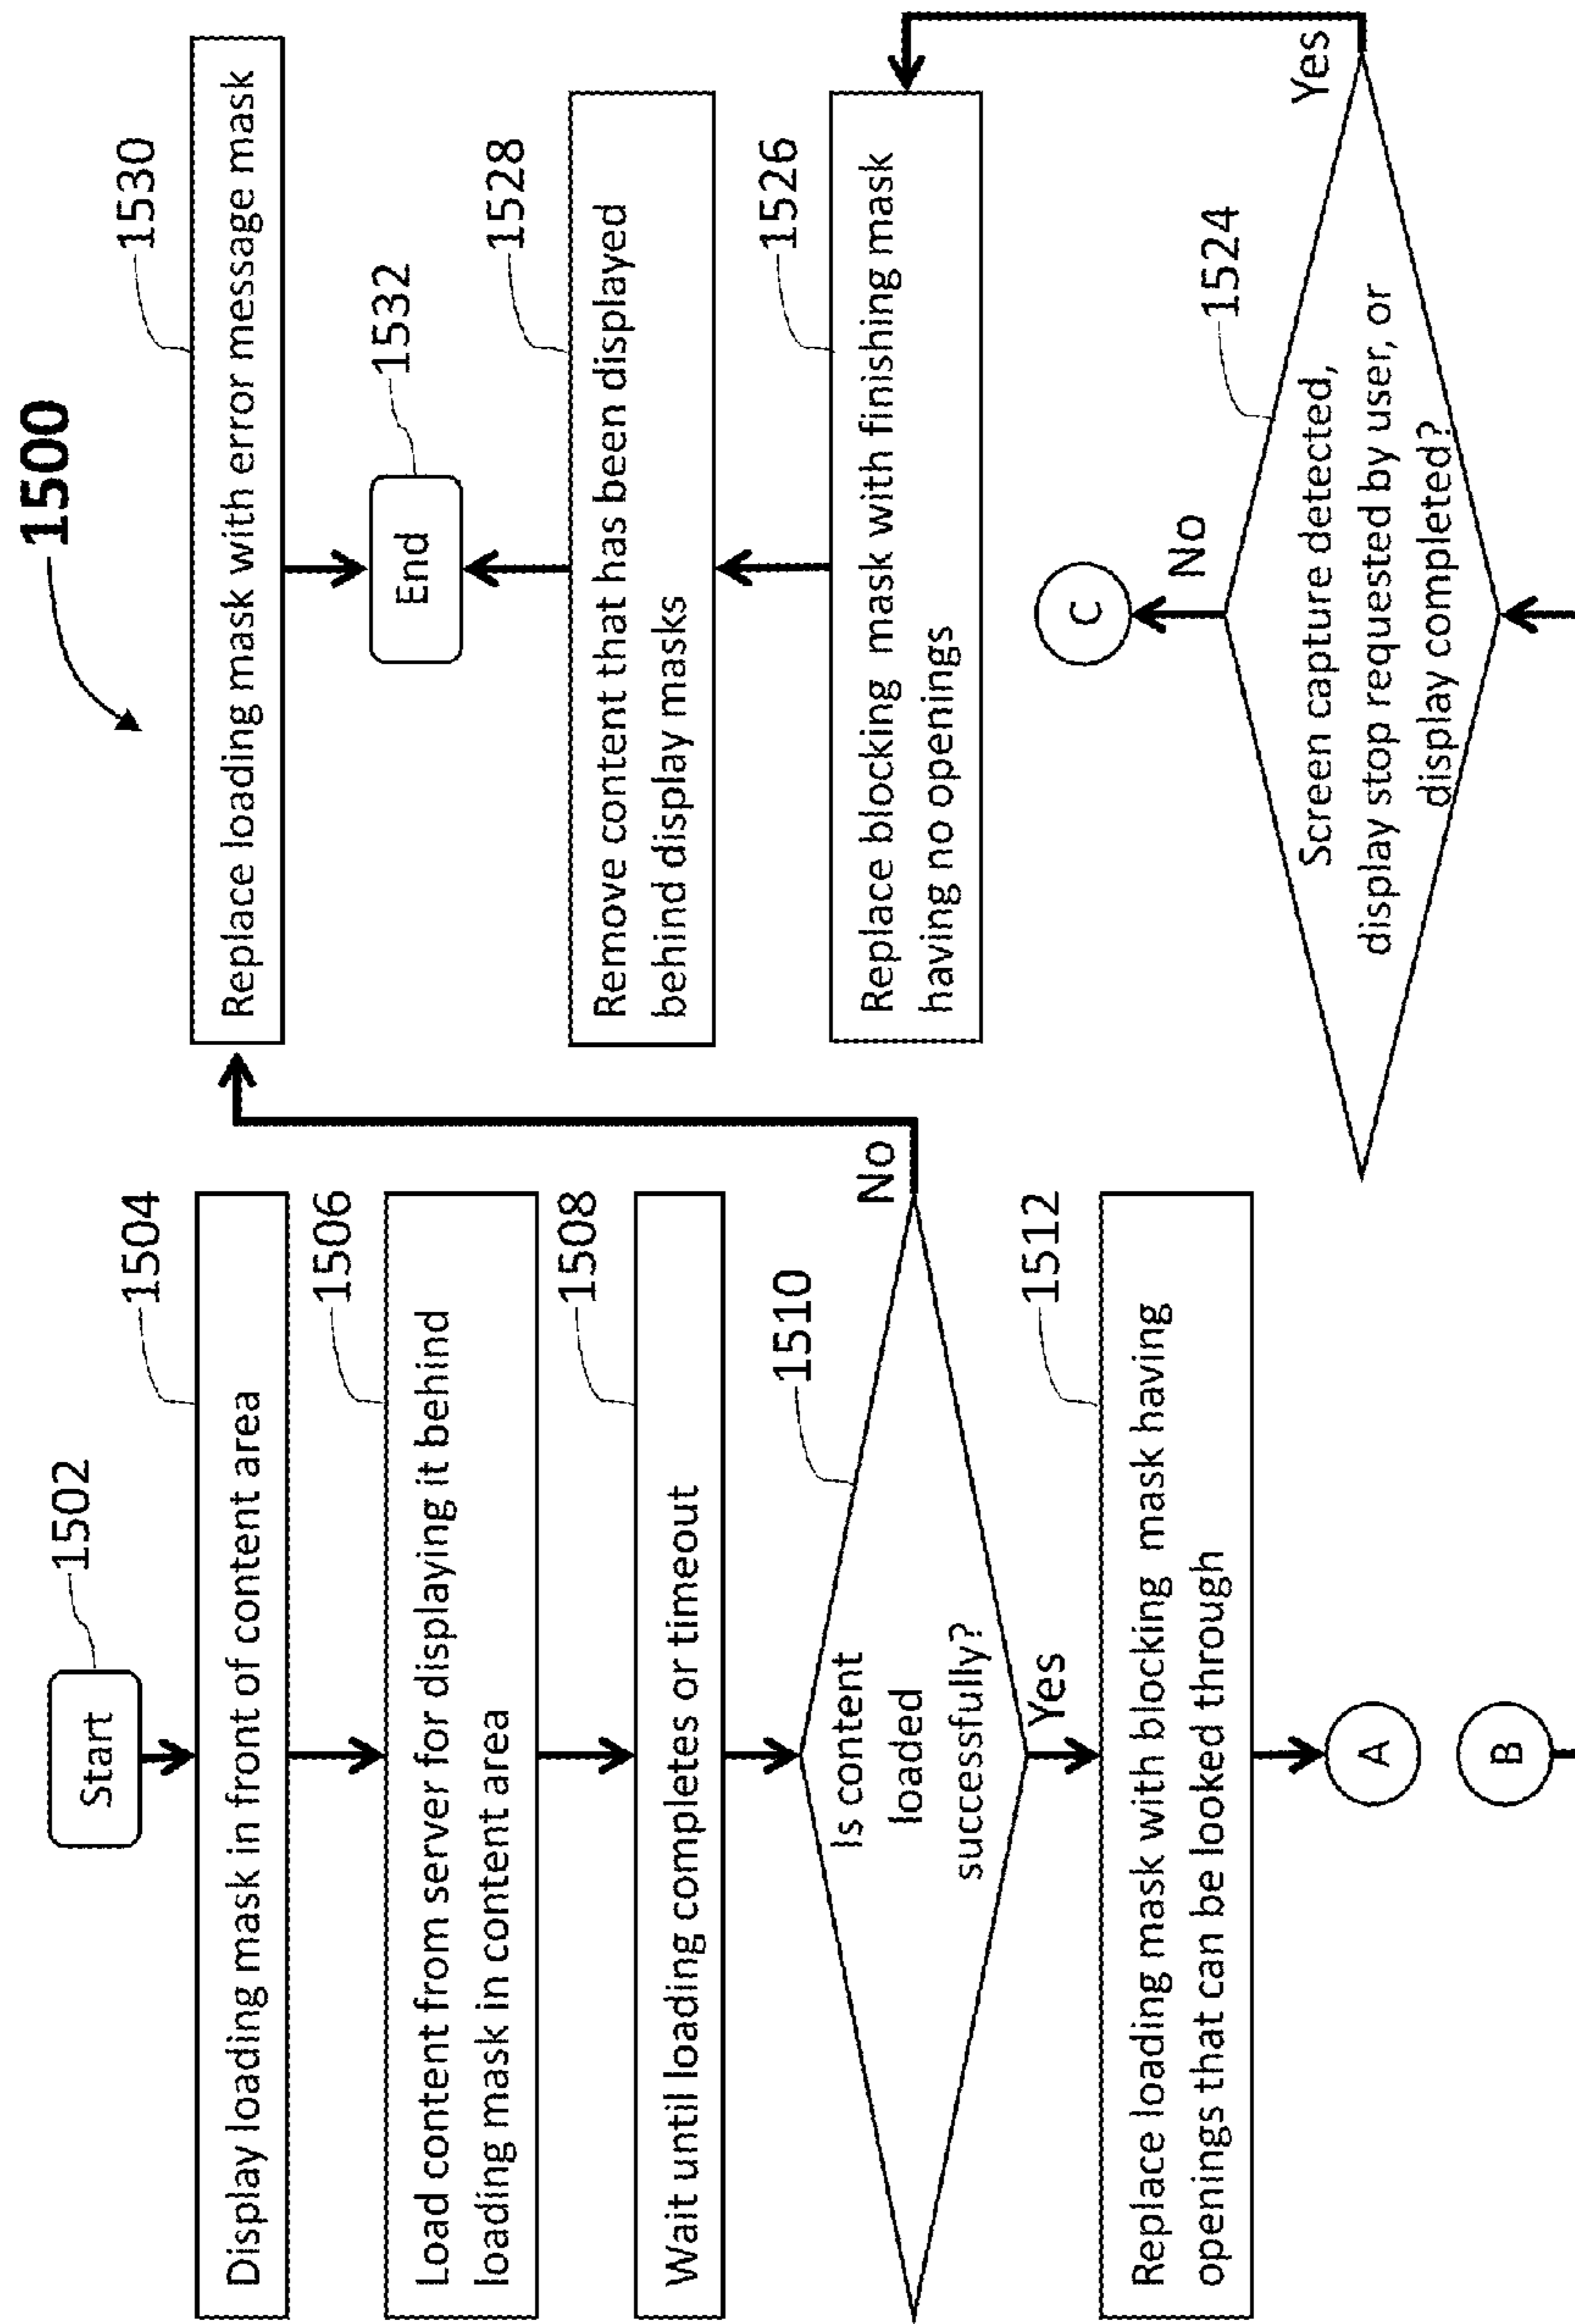 1500
Start
1502
1504
Display loading mask in front of content area
1506
Load content from server for displaying it behind
loading mask in content area
1508
Wait until loading completes or timeout
1510
Is content
loaded
successfully?
No
Yes
1512
Replace loading mask with blocking mask having
openings that can be looked through
A
B
1530
Replace loading mask with error message mask
1532
End
1528
Remove content that has been displayed
behind display masks
1526
Replace blocking mask with finishing mask
having no openings
C
No
Yes
1524
Screen capture detected,
display stop requested by user, or
display completed?